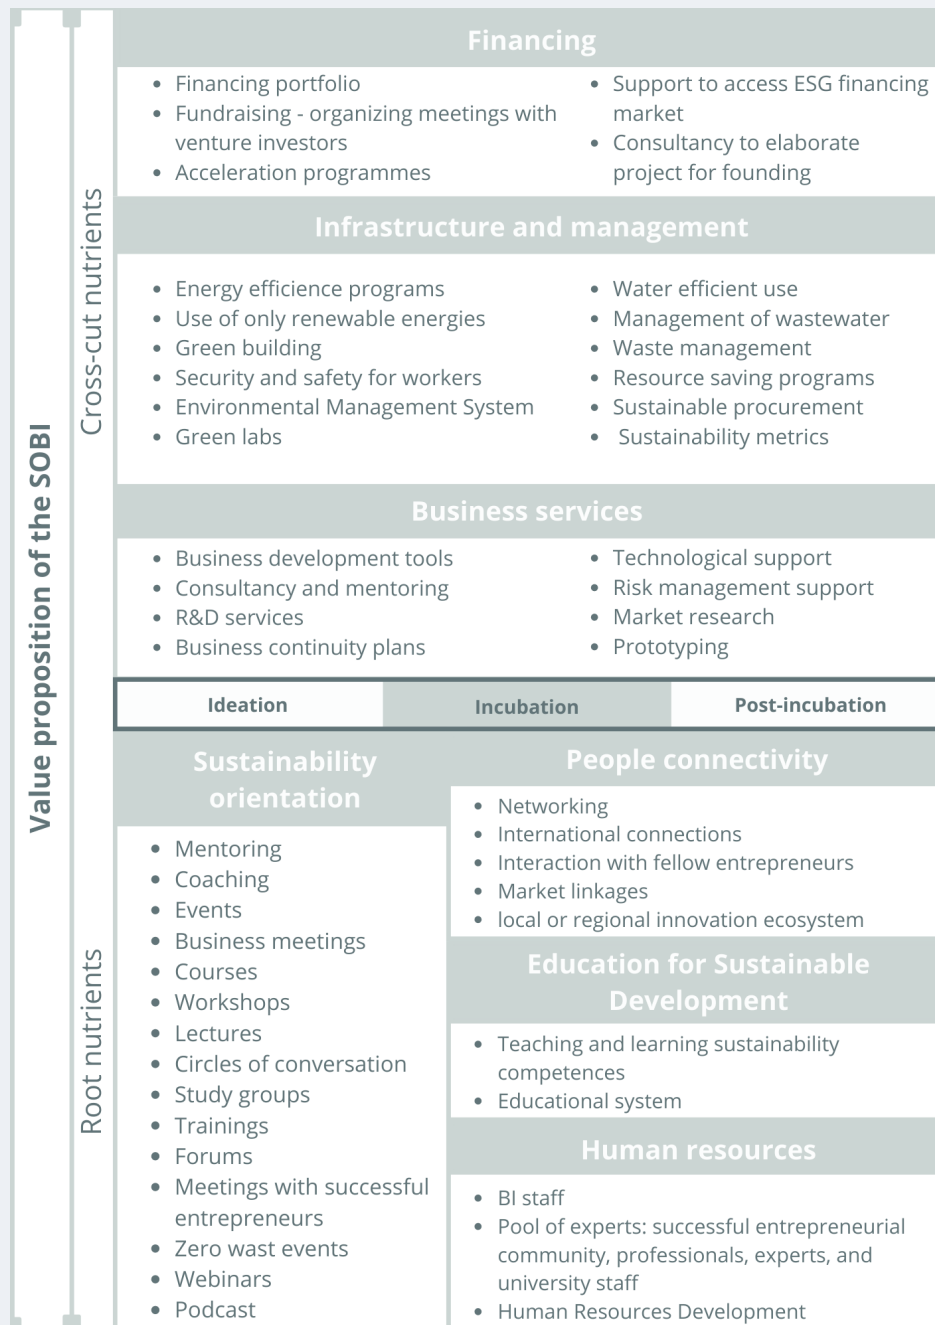 Value proposition of the SOBI
Cross-cut nutrients
Financing
Financing portfolio
Fundraising - organizing meetings with
venture investors
Acceleration programmes
Support to access ESG financing
market
Consultancy to elaborate
project for founding
Infrastructure and management
Energy efficience programs
Use of only renewable energies
Green building
Security and safety for workers
Environmental Management System
Green labs
Water efficient use
Management of wastewater
Waste management
Resource saving programs
Sustainable procurement
Sustainability metrics
Business services
Business development tools
Consultancy and mentoring
R&D services
Business continuity plans
Technological support
Risk management support
Market research
Prototyping
Ideation
Incubation
Post-incubation
Root nutrients
Sustainability
orientation
Mentoring
Coaching
Events
Business meetings
Courses
Workshops
Lectures
Circles of conversation
Study groups
Trainings
Forums
Meetings with successful
entrepreneurs
Zero wast events
Webinars
Podcast
People connectivity
Networking
International connections
Interaction with fellow entrepreneurs
Market linkages
local or regional innovation ecosystem
Education for Sustainable
Development
Teaching and learning sustainability
competences
Educational system
Human resources
BI staff
Pool of experts: successful entrepreneurial
community, professionals, experts, and
university staff
Human Resources Development